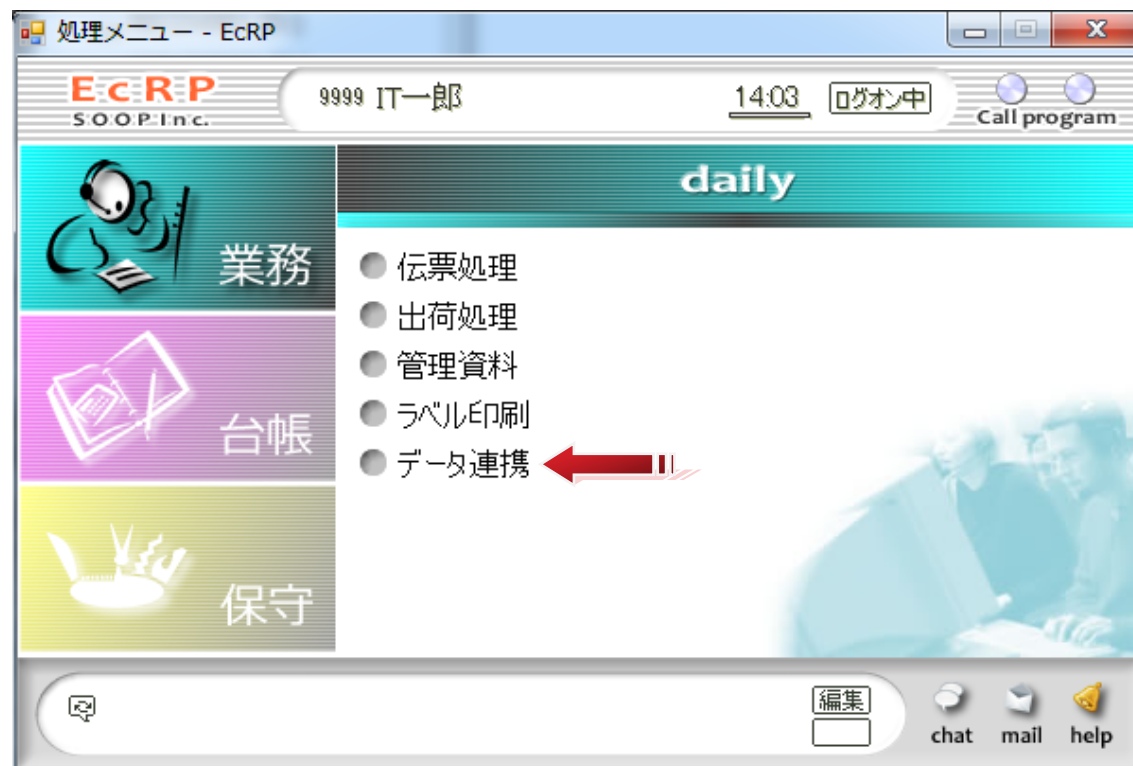 処理メニュー - EcRP
EcRP
SOOP Inc.
9999 IT一郎
14:03
ログオン中
Call program
daily
業務
伝票処理
出荷処理
管理資料
ラベル印刷
データ連携
台帳
保守
編集
chat
mail
help